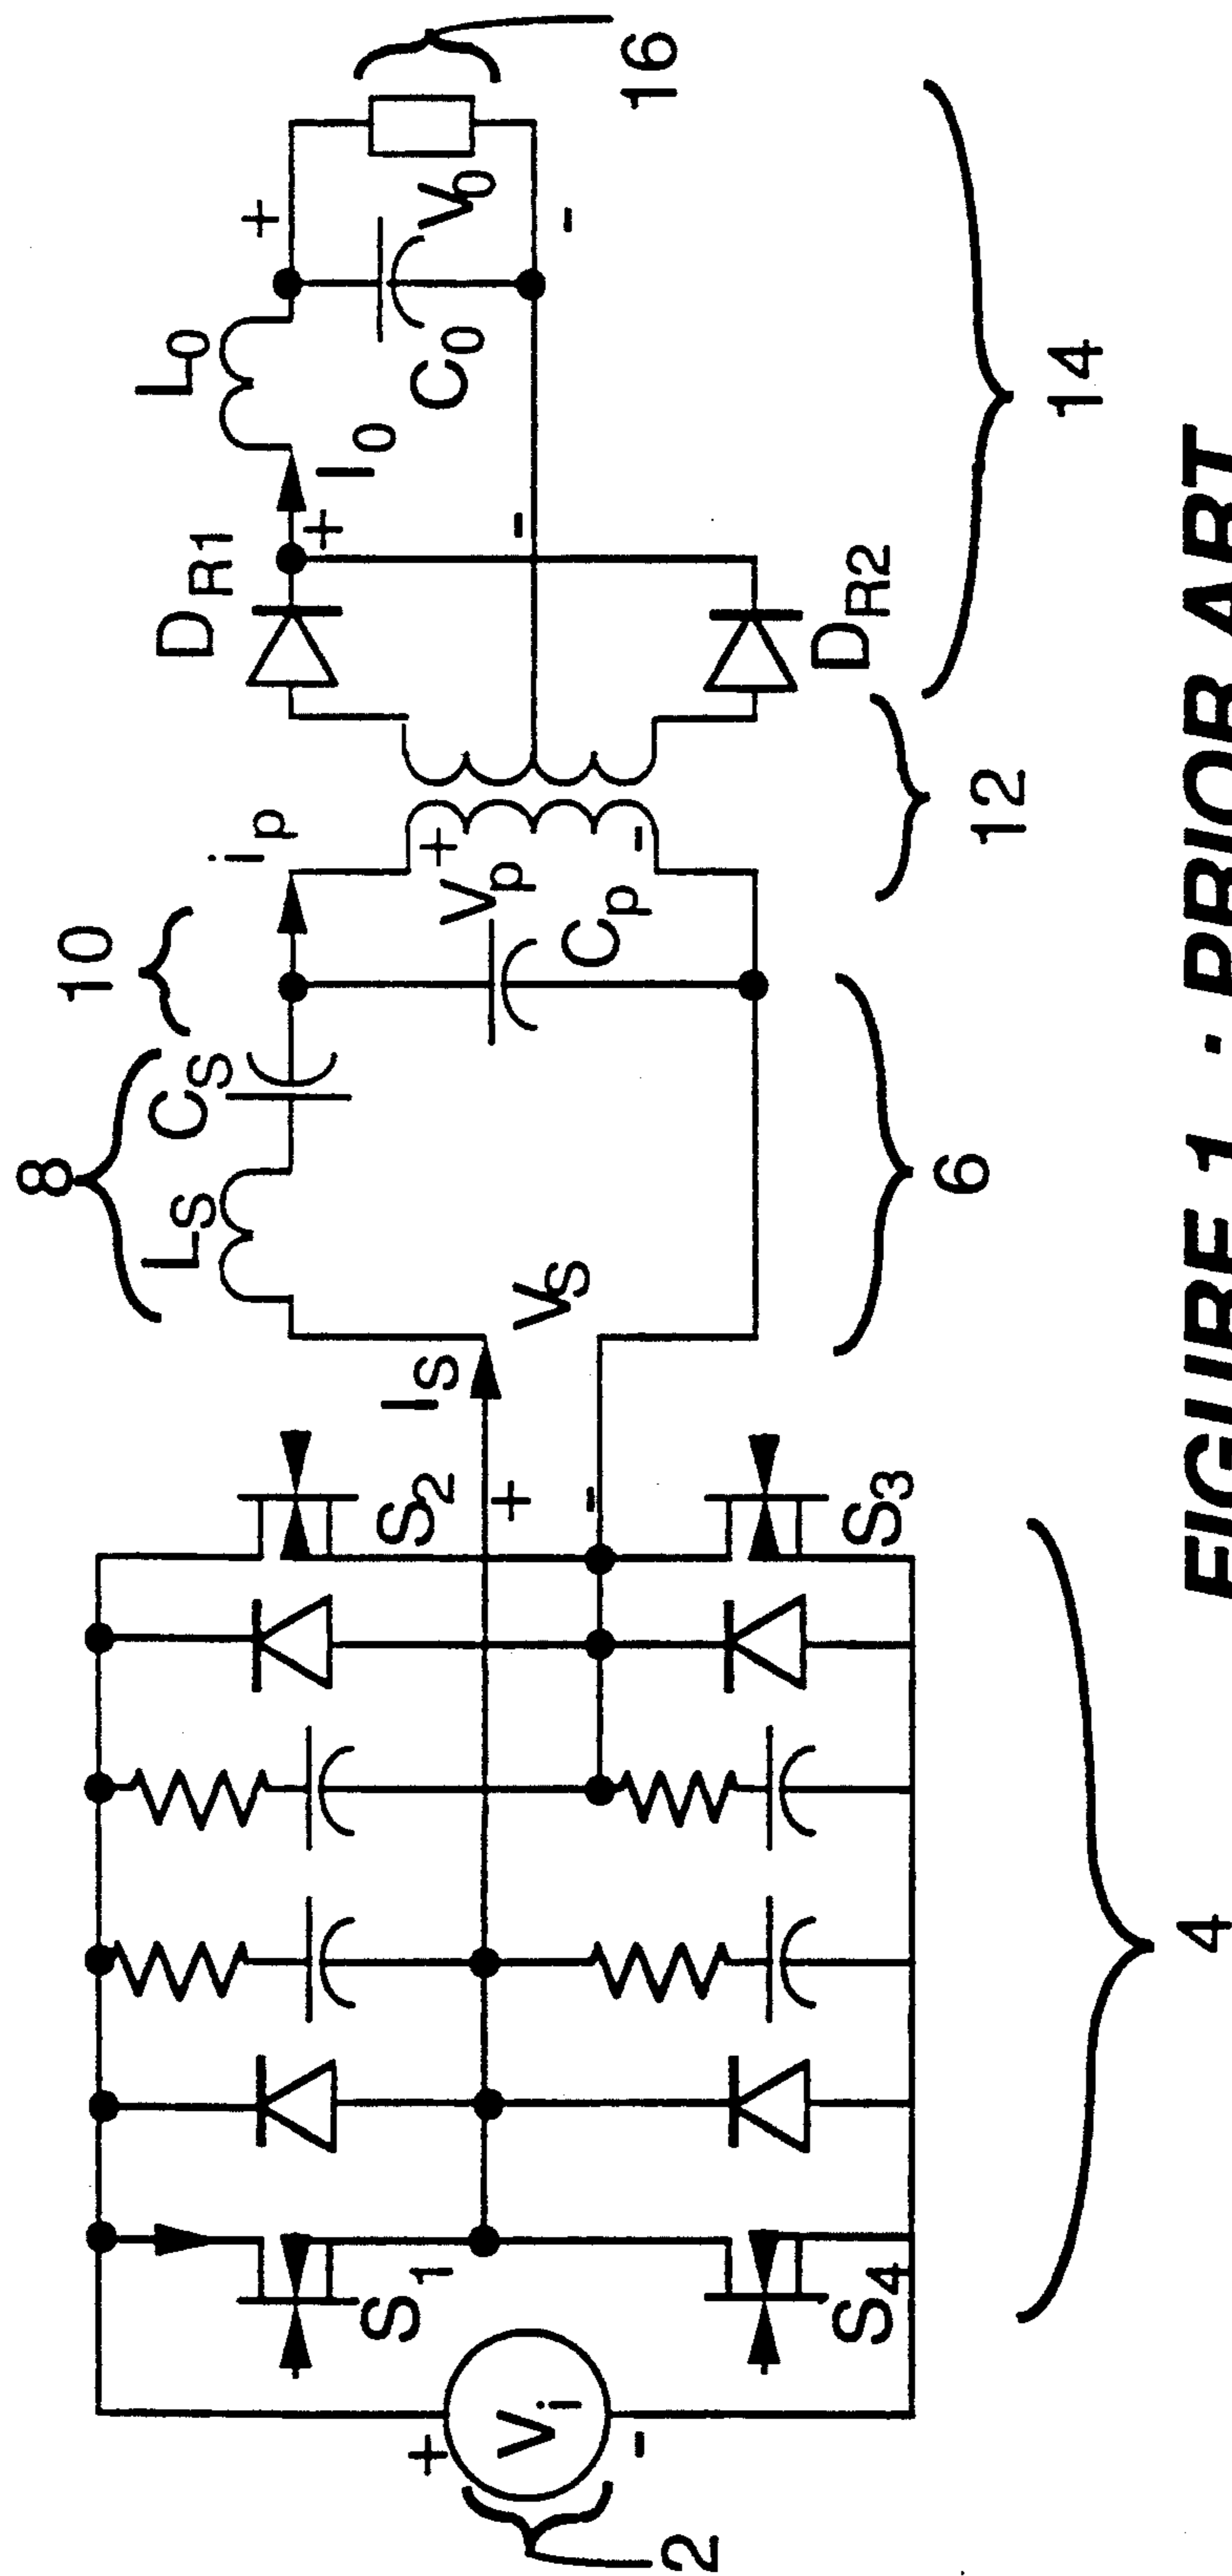 8
10
L_S
C_S
i_p
D_R1
L_0
I_0
+
+
C_0
V_0
16
-
-
V_p
+
-
C_p
D_R2
S_1
S_2
I_S
V_S
+
-
+
V_i
-
2
S_4
S_3
6
12
14
4
FIGURE 1 - PRIOR ART